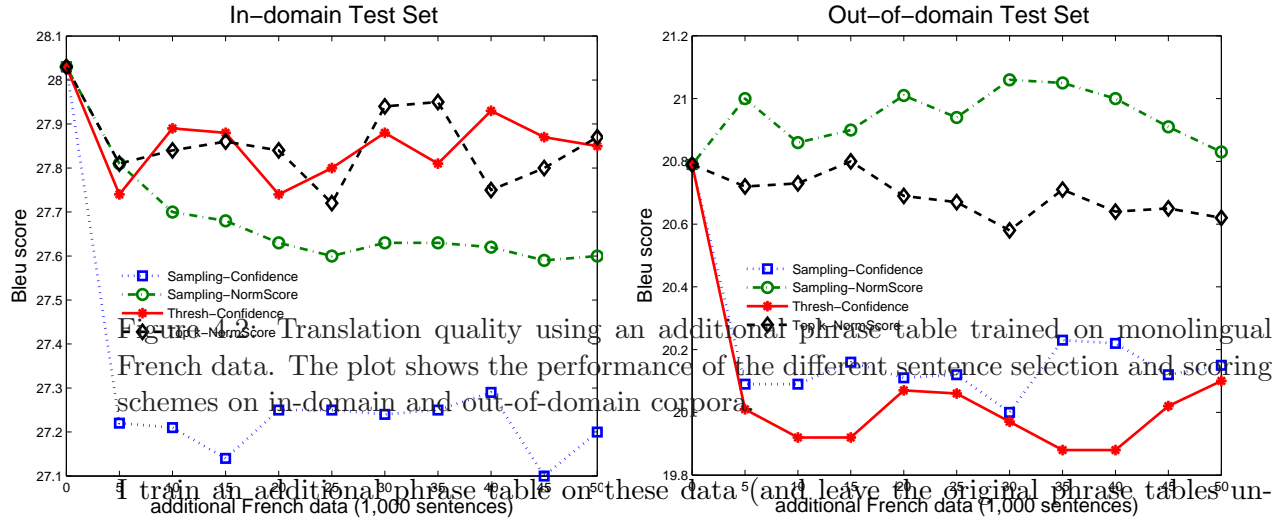 In-domain Test Set
28.1
28
27.9
27.8
27.7
27.6
27.5
27.4
27.3
27.2
27.1
0 5 10 15 20 25 30 35 40 45 50
Bleu score
additional French data (1,000 sentences)
Sampling-Confidence
Sampling-NormScore
Thresh-Confidence
Top k-NormScore
Out-of-domain Test Set
21.2
21
20.8
20.6
20.4
20.2
20
19.8
0 5 10 15 20 25 30 35 40 45 50
Bleu score
additional French data (1,000 sentences)
Sampling-Confidence
Sampling-NormScore
Thresh-Confidence
Top k-NormScore
Figure 4.2: Translation quality using an additional phrase table trained on monolingual
French data. The plot shows the performance of the different sentence selection and scoring
schemes on in-domain and out-of-domain corpora.
I train an additional phrase table on these data (and leave the original phrase tables un-